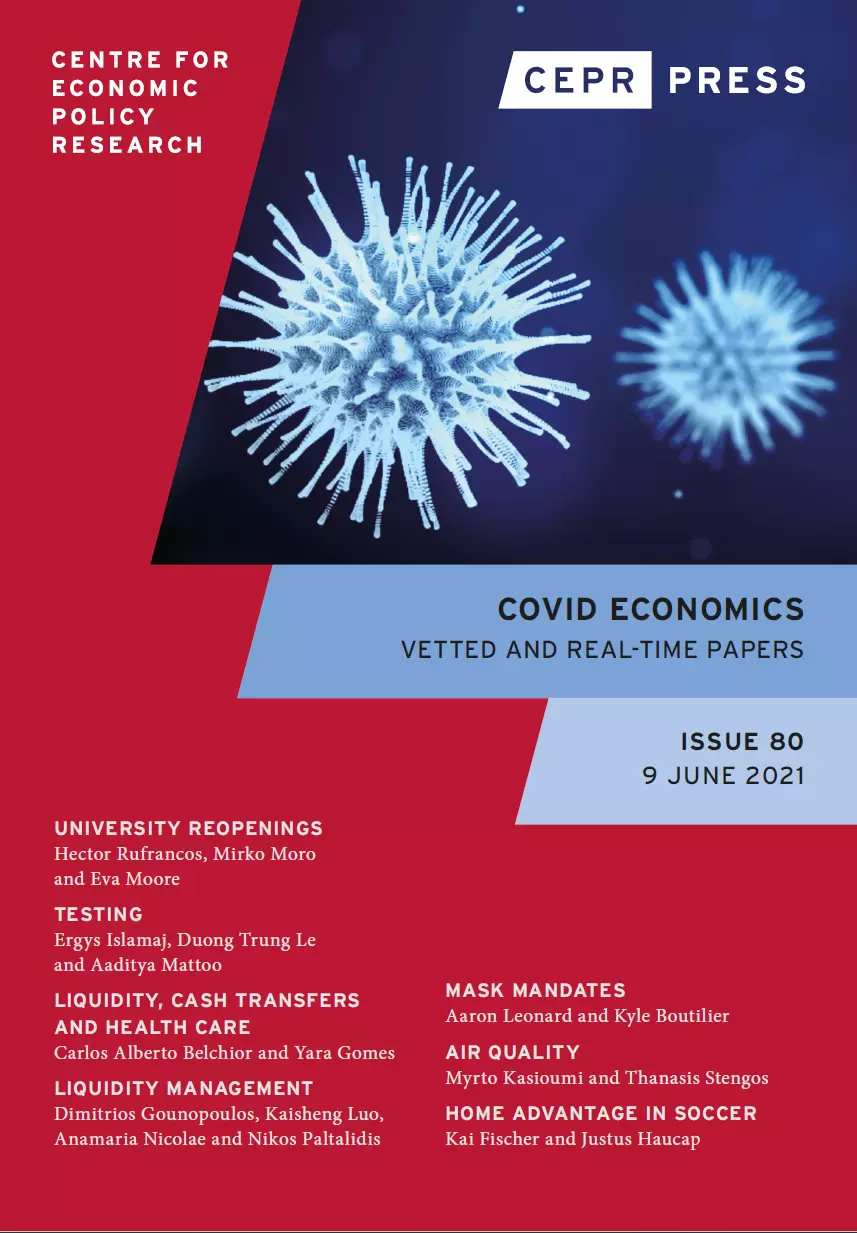 CENTRE FOR
ECONOMIC
POLICY
RESEARCH
CEPR PRESS
COVID ECONOMICS
VETTED AND REAL-TIME PAPERS
ISSUE 80
9 JUNE 2021
UNIVERSITY REOPENINGS
Hector Rufrancos, Mirko Moro
and Eva Moore
TESTING
Ergys Islamaj, Duong Trung Le
and Aaditya Mattoo
LIQUIDITY, CASH TRANSFERS
AND HEALTH CARE
Carlos Alberto Belchior and Yara Gomes
LIQUIDITY MANAGEMENT
Dimitrios Gounopoulos, Kaisheng Luo,
Anamaria Nicolae and Nikos Paltalidis
MASK MANDATES
Aaron Leonard and Kyle Boutilier
AIR QUALITY
Myrto Kasioumi and Thanasis Stengos
HOME ADVANTAGE IN SOCCER
Kai Fischer and Justus Haucap